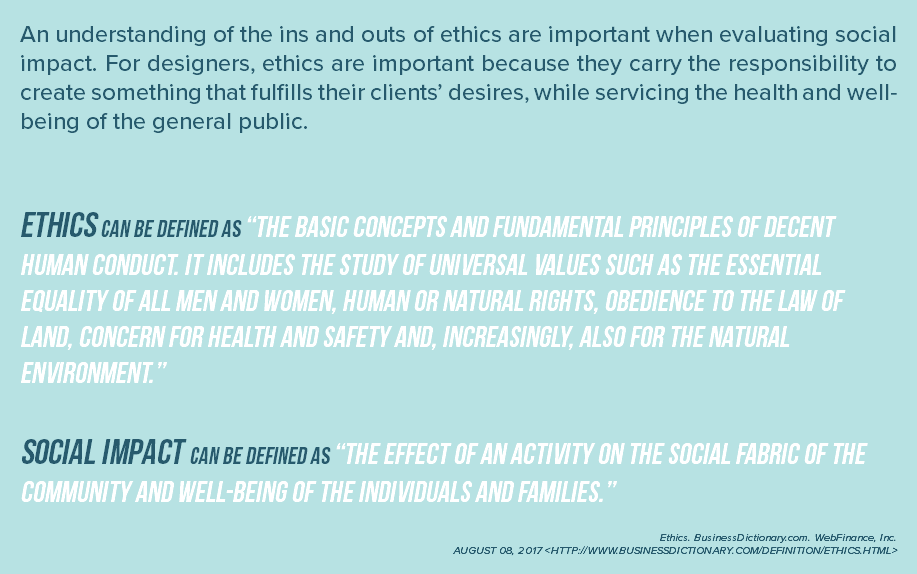 An understanding of the ins and outs of ethics are important when evaluating social
impact. For designers, ethics are important because they carry the responsibility to
create something that fulfills their clients’ desires, while servicing the health and well-
being of the general public.
ETHICS CAN BE DEFINED AS “THE BASIC CONCEPTS AND FUNDAMENTAL PRINCIPLES OF DECENT
HUMAN CONDUCT. IT INCLUDES THE STUDY OF UNIVERSAL VALUES SUCH AS THE ESSENTIAL
EQUALITY OF ALL MEN AND WOMEN, HUMAN OR NATURAL RIGHTS, OBEDIENCE TO THE LAW OF
LAND, CONCERN FOR HEALTH AND SAFETY AND, INCREASINGLY, ALSO FOR THE NATURAL
ENVIRONMENT.”
SOCIAL IMPACT CAN BE DEFINED AS “THE EFFECT OF AN ACTIVITY ON THE SOCIAL FABRIC OF THE
COMMUNITY AND WELL-BEING OF THE INDIVIDUALS AND FAMILIES.”
Ethics. BusinessDictionary.com. WebFinance, Inc.
AUGUST 08, 2017 <HTTP://WWW.BUSINESSDICTIONARY.COM/DEFINITION/ETHICS.HTML>